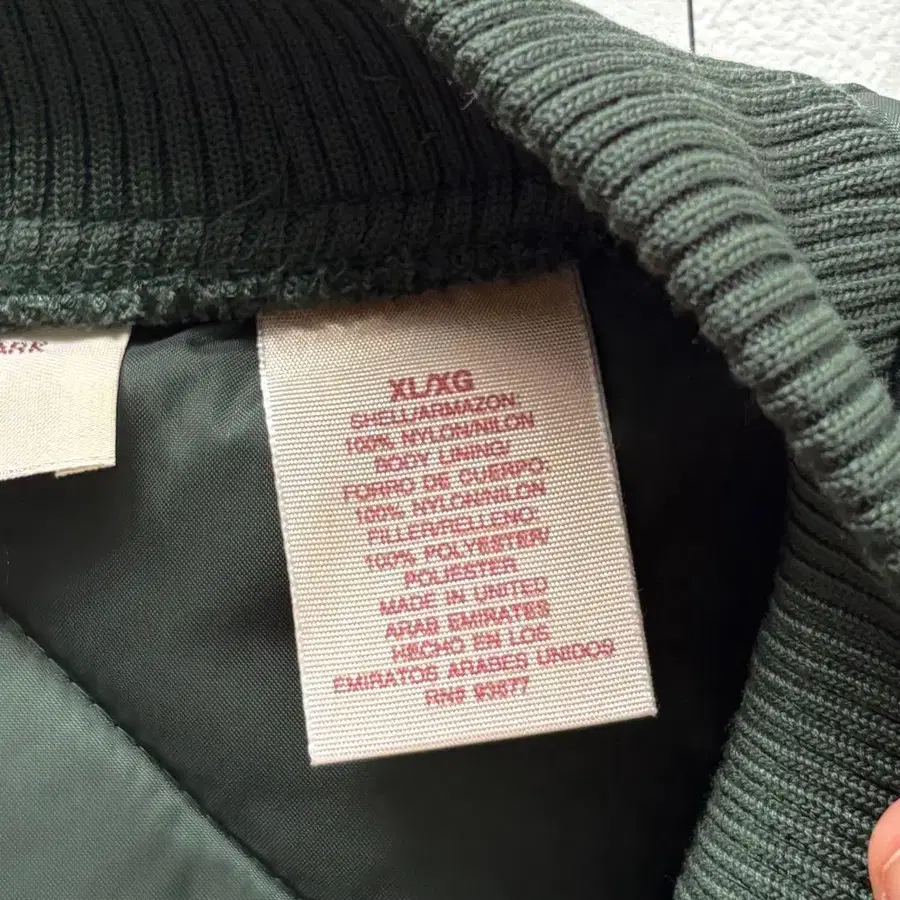 XL/XG
SHELL/ARMAZON:
100% NYLON/NILON
BODY LINING/
FORRO DE CUERPO:
100% NYLON/NILON
FILLER/RELLENO:
100% POLYESTER/
POLIESTER
MADE IN UNITED
ARAB EMIRATES
HECHO EN LOS
EMIRATOS ARABES UNIDOS
RN# 93677